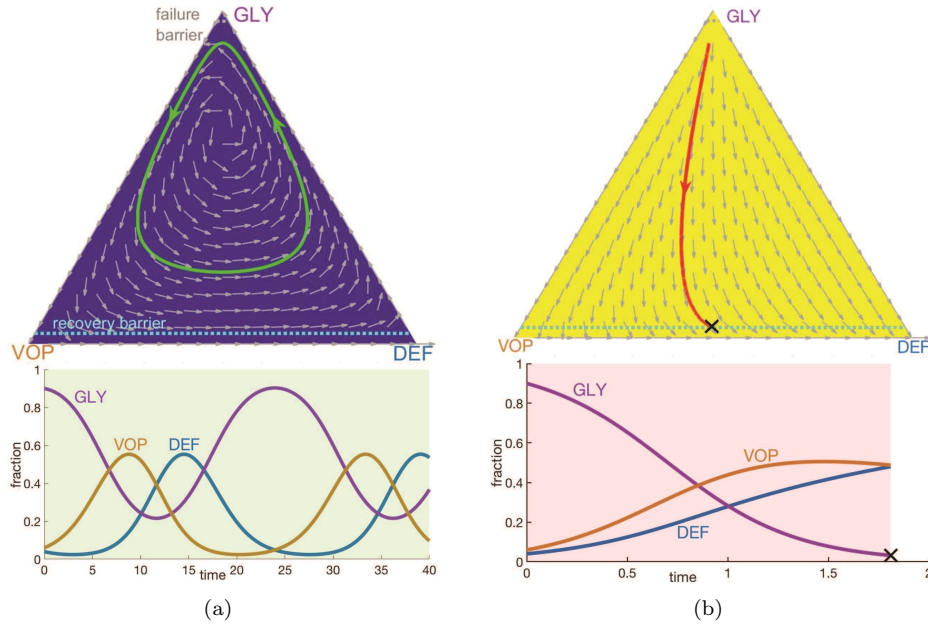 failure
barrier
GLY
recovery barrier
VOP
DEF
GLY
VOP
DEF
1
0.8
0.6
0.4
0.2
0
fraction
GLY
VOP
DEF
0
5
10
15
20
25
30
35
40
time
1
0.8
0.6
0.4
0.2
0
fraction
GLY
VOP
DEF
0
0.5
1
1.5
2
time
(a)
(b)